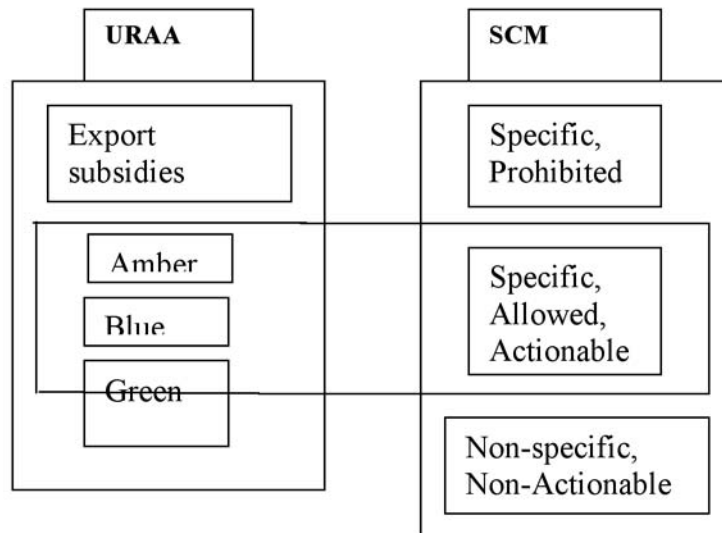 URAA
Export
subsidies
Amber
Blue
Green
SCM
Specific,
Prohibited
Specific,
Allowed,
Actionable
Non-specific,
Non-Actionable